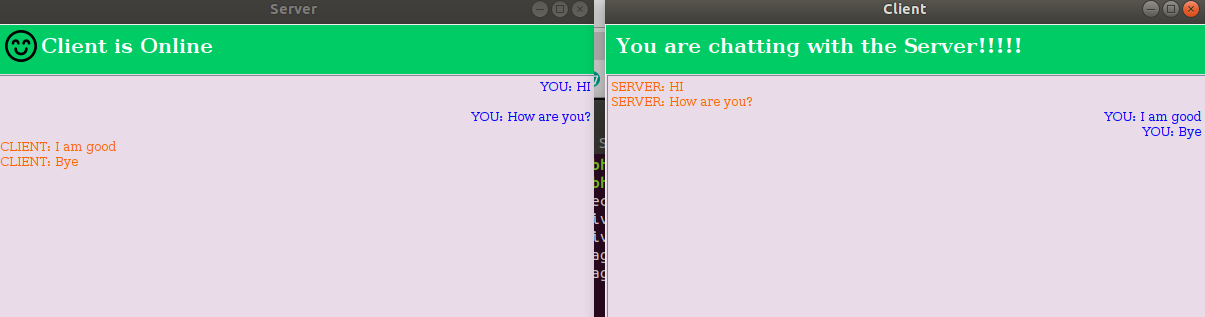 Server
Client is Online
YOU: HI
YOU: How are you?
CLIENT: I am good
CLIENT: Bye
Client
You are chatting with the Server!!!!!
SERVER: HI
SERVER: How are you?
YOU: I am good
YOU: Bye